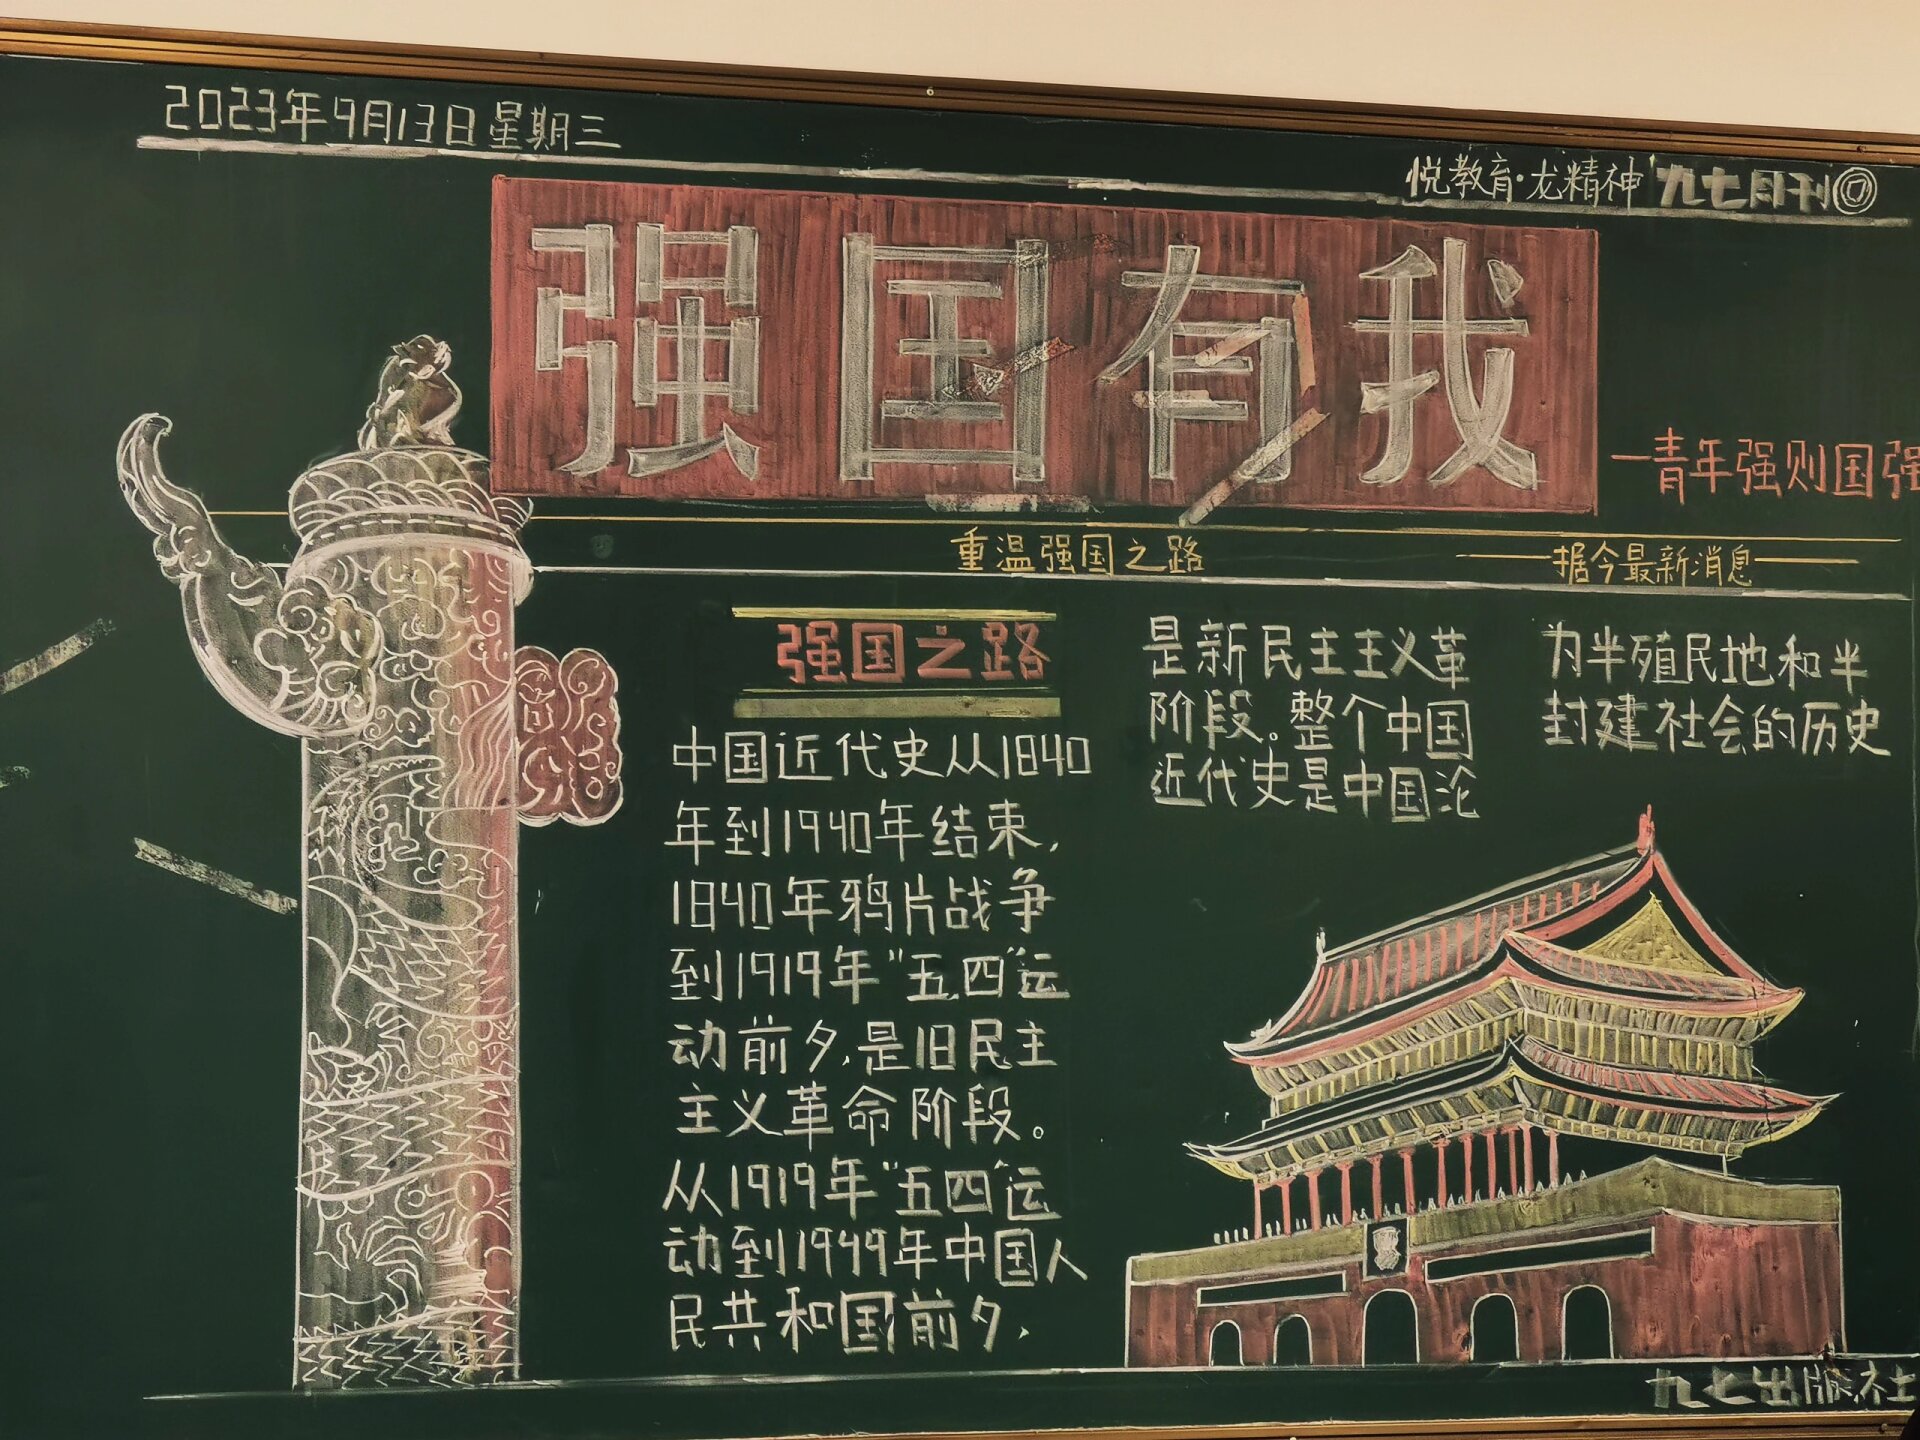 2023年9月13日星期三
悦教育·龙精神 九七月刊
强国有我
一青年强则国强
重温强国之路
据今最新消息
强国之路
中国近代史从1840
年到1940年结束，
1840年鸦片战争
到1919年“五四”运
动前夕，是旧民主
主义革命阶段。
从1919年“五四”运
动到1949年中国人
民共和国前夕，
是新民主主义革
阶段。整个中国
近代史是中国沦
为半殖民地和半
封建社会的历史
九七出版社